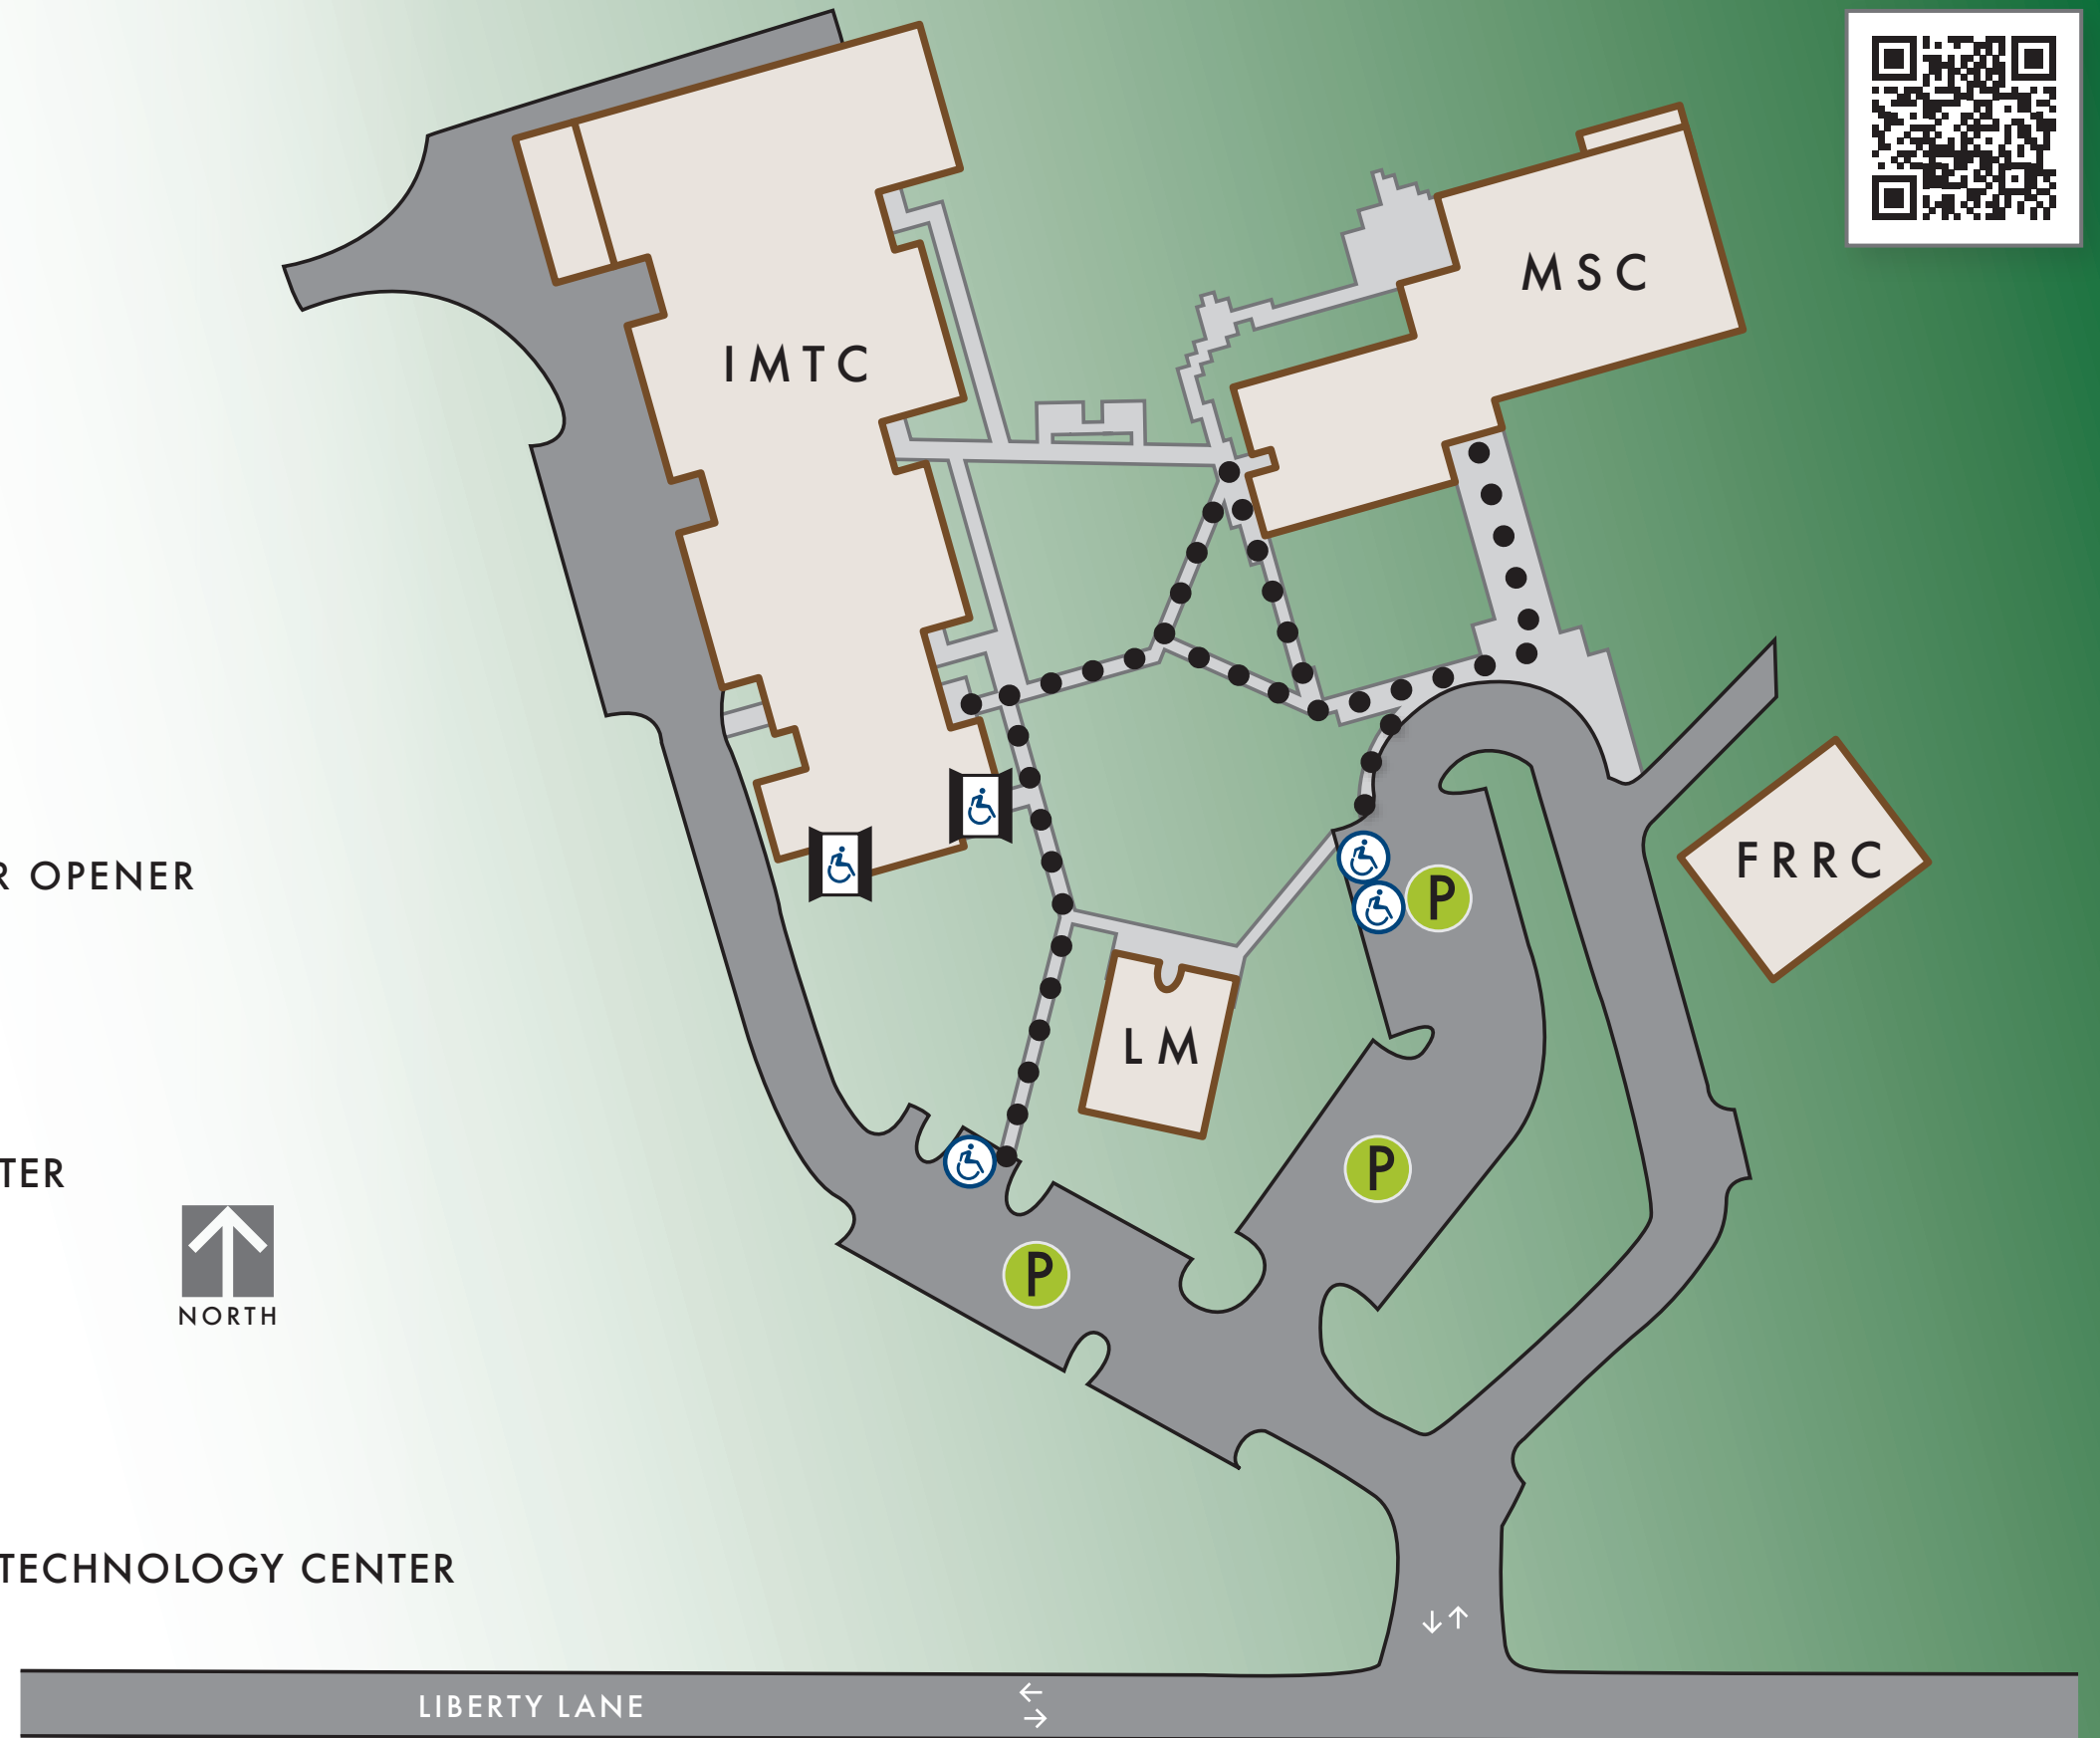 MSC
IMTC
FRRC
R OPENER
P
LM
TER
P
P
NORTH
TECHNOLOGY CENTER
LIBERTY LANE